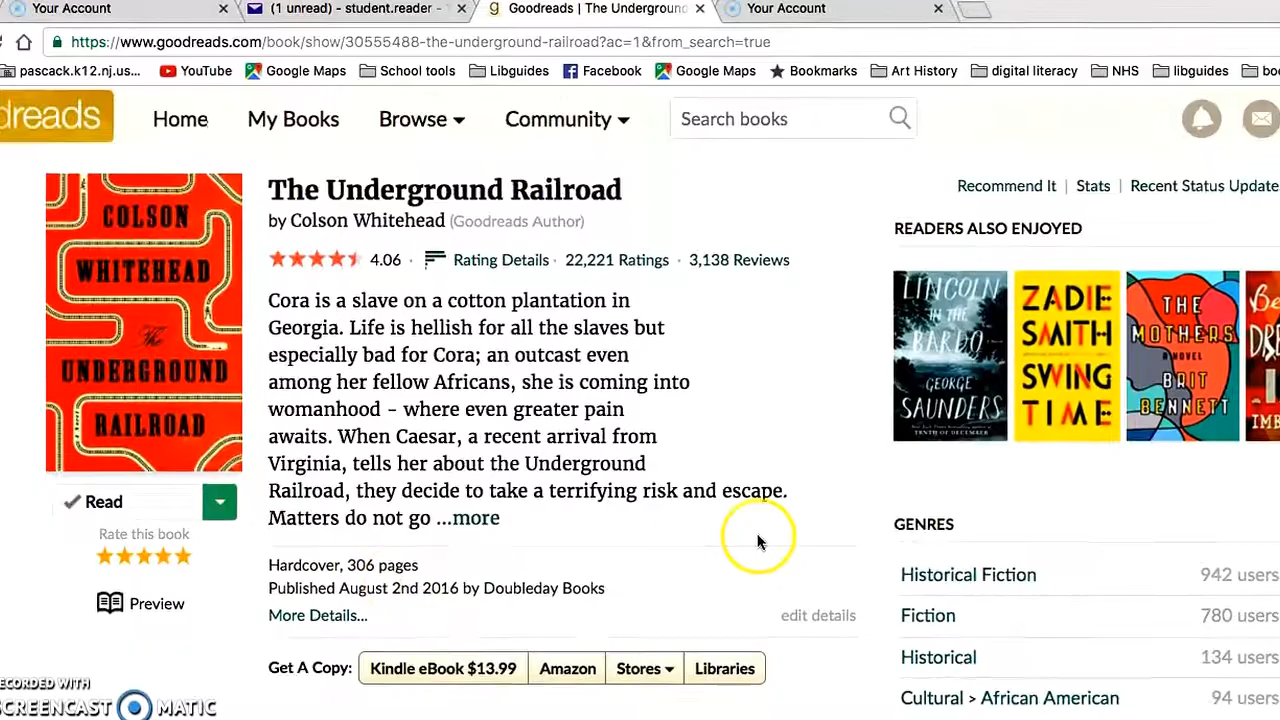 Your Account
(1 unread) - student.reader -
Goodreads | The Underground
Your Account
https://www.goodreads.com/book/show/30555488-the-underground-railroad?ac=1&from_search=true
pascack.k12.nj.us...
YouTube
Google Maps
School tools
Libguides
Facebook
Google Maps
Bookmarks
Art History
digital literacy
NHS
libguides
boo
dreads
Home
My Books
Browse
Community
Search books
COLSON
WHITEHEAD
The
UNDERGROUND
RAILROAD
Read
Rate this book
Preview
The Underground Railroad
by Colson Whitehead (Goodreads Author)
4.06 · Rating Details · 22,221 Ratings · 3,138 Reviews
Cora is a slave on a cotton plantation in
Georgia. Life is hellish for all the slaves but
especially bad for Cora; an outcast even
among her fellow Africans, she is coming into
womanhood - where even greater pain
awaits. When Caesar, a recent arrival from
Virginia, tells her about the Underground
Railroad, they decide to take a terrifying risk and escape.
Matters do not go ...more
Hardcover, 306 pages
Published August 2nd 2016 by Doubleday Books
More Details...
edit details
Get A Copy:
Kindle eBook $13.99
Amazon
Stores
Libraries
Recommend It | Stats | Recent Status Update
READERS ALSO ENJOYED
LINCOLN
IN THE
BARDO
GEORGE
SAUNDERS
ZADIE
SMITH
SWING
TIME
THE
MOTHERS
A NOVEL
BRIT
BENNETT
GENRES
Historical Fiction 942 users
Fiction 780 users
Historical 134 users
Cultural > African American 94 users
ECORDED WITH
SCREENCAST MATIC